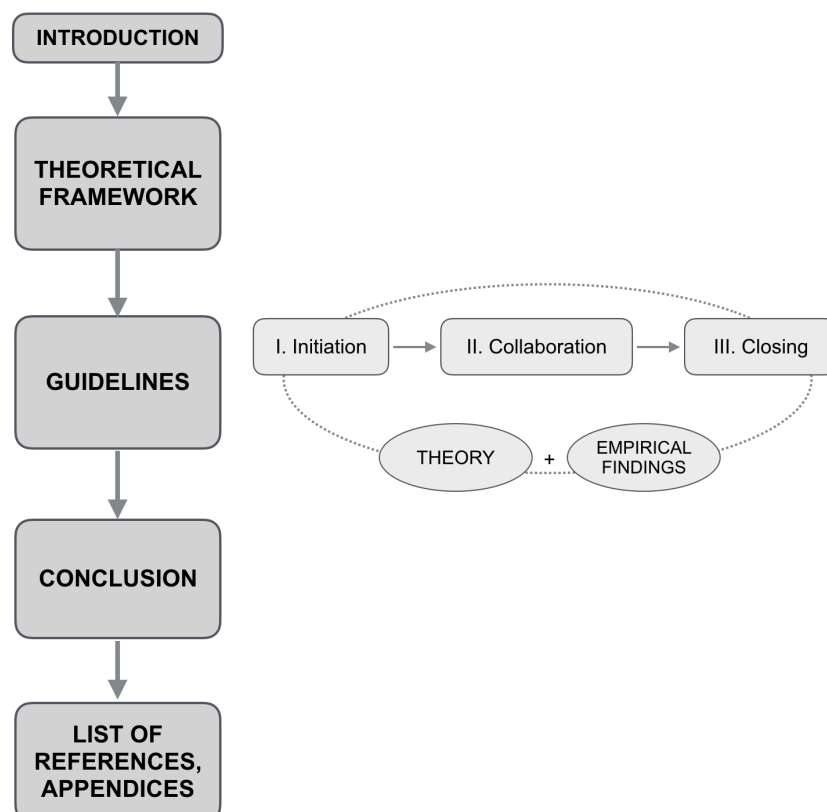 INTRODUCTION
THEORETICAL
FRAMEWORK
GUIDELINES
I. Initiation
II. Collaboration
III. Closing
THEORY
+
EMPIRICAL
FINDINGS
CONCLUSION
LIST OF
REFERENCES,
APPENDICES